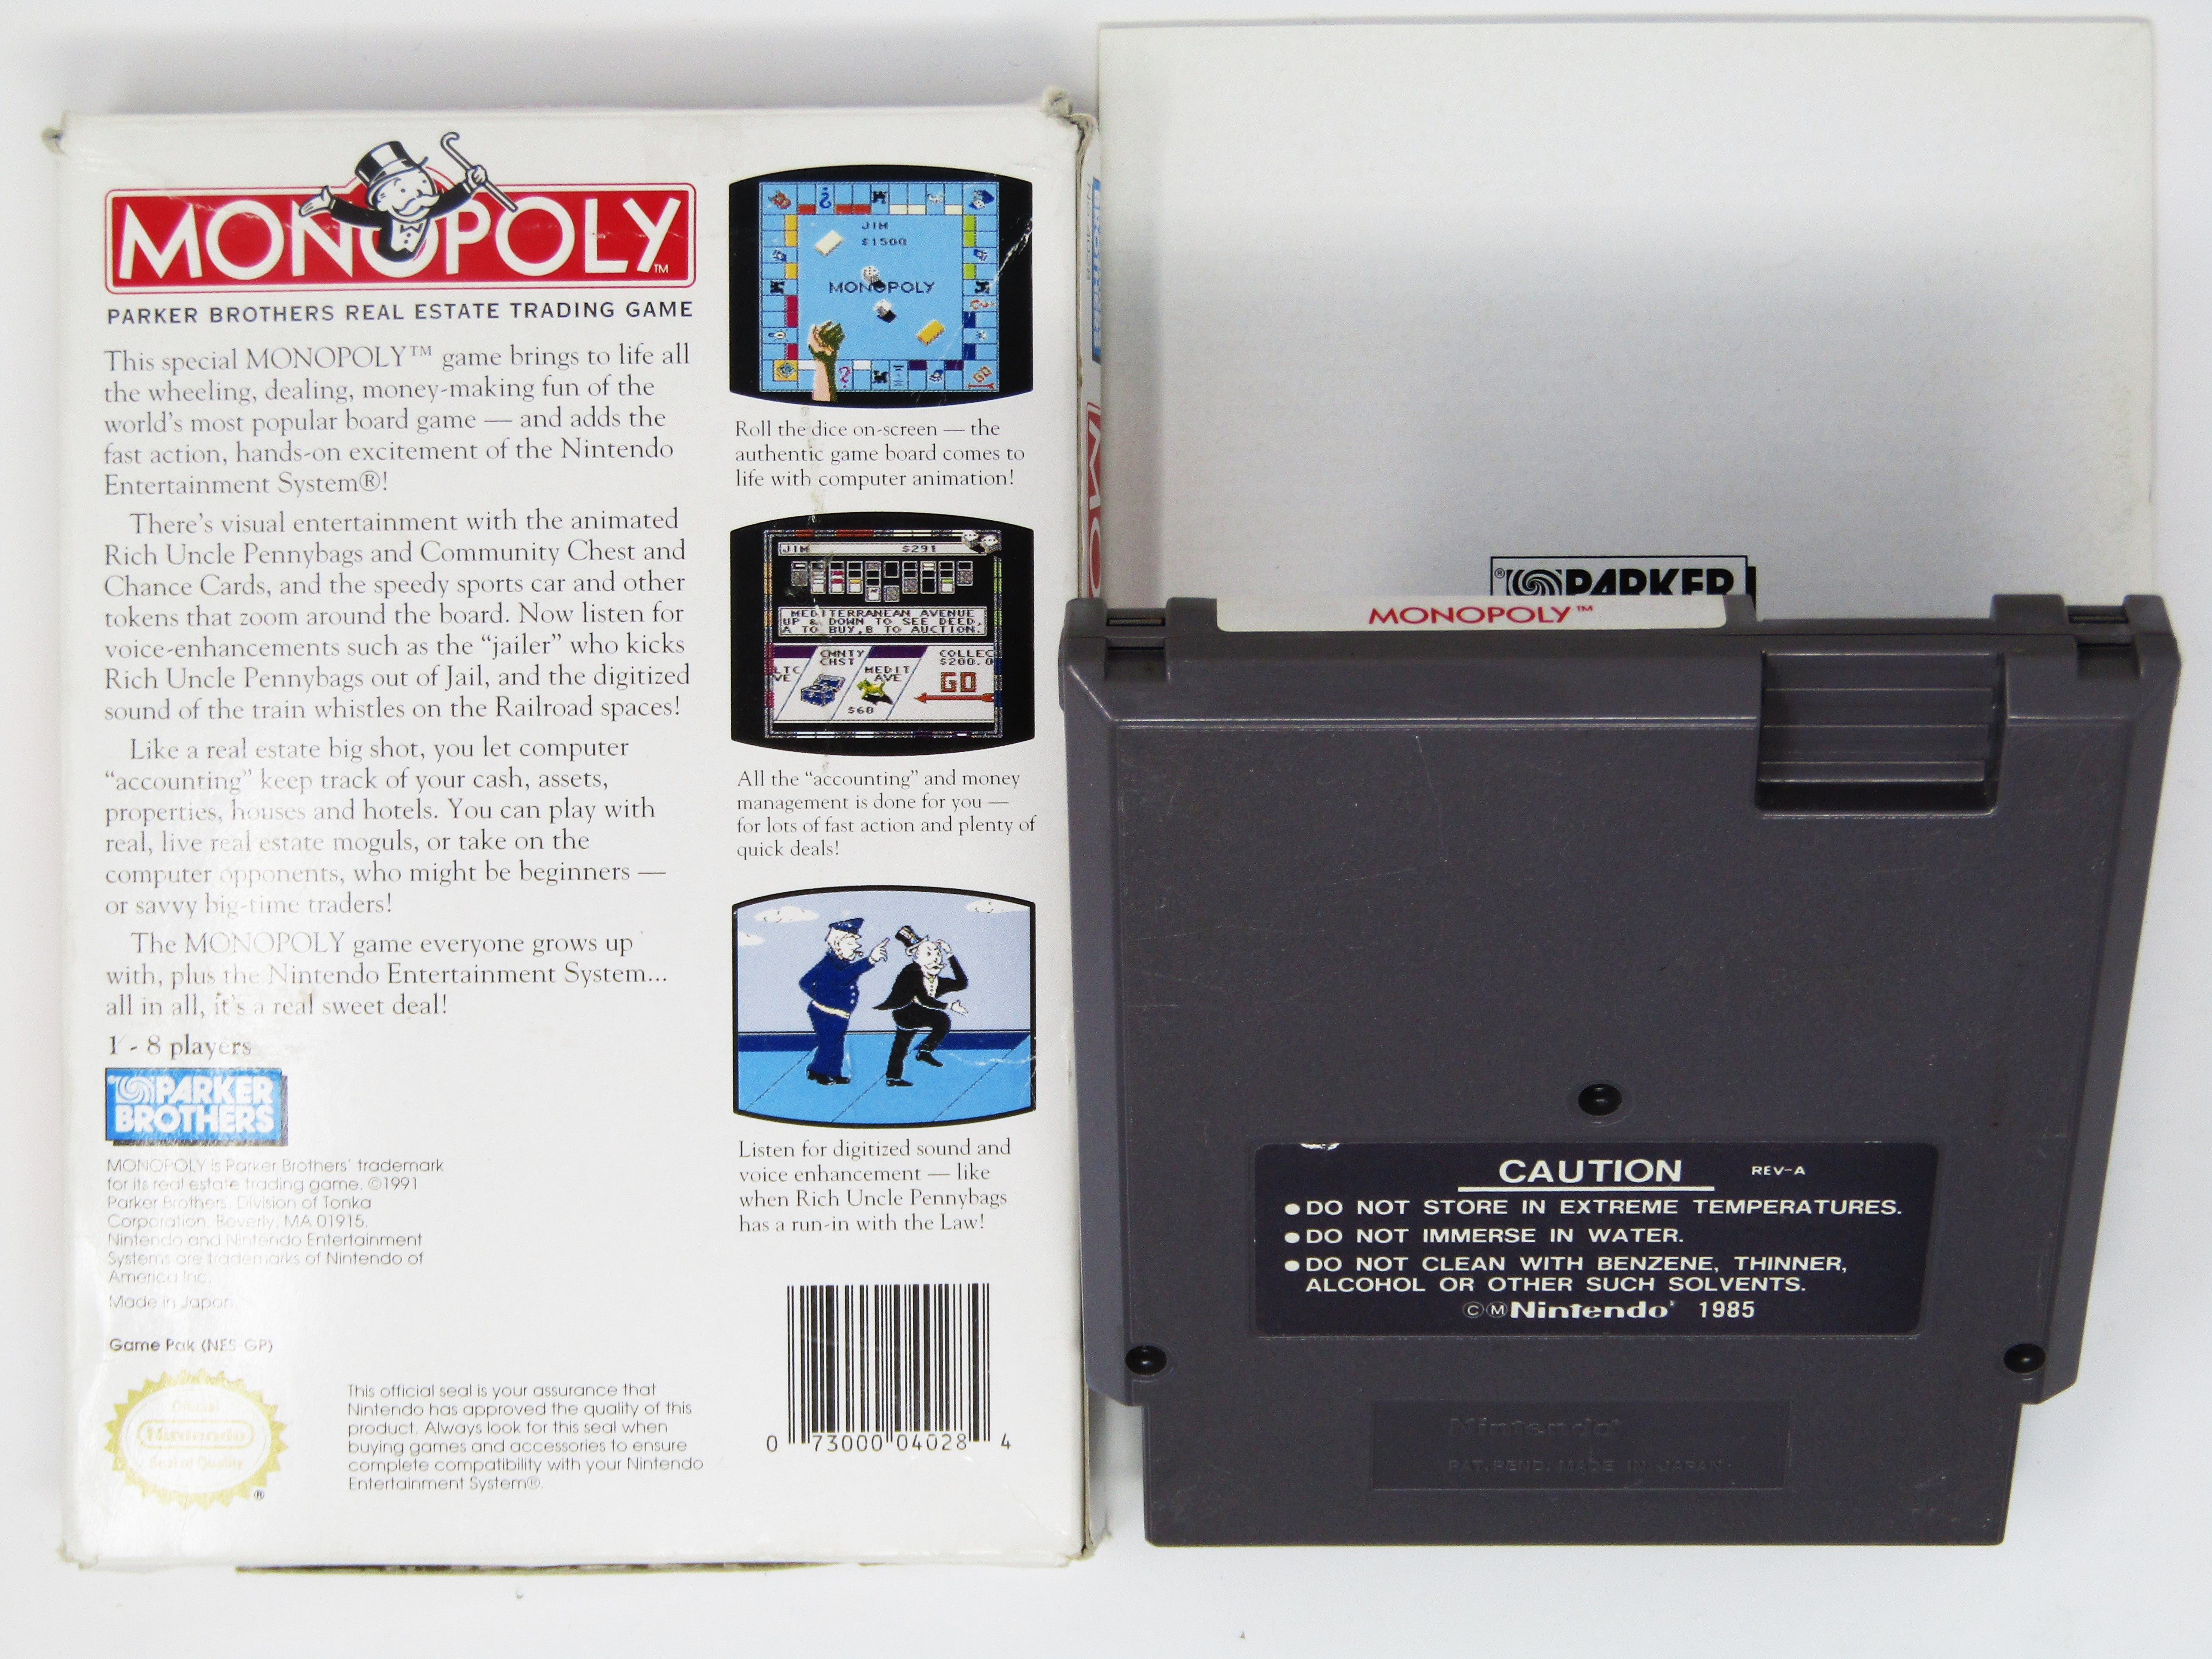 MONOPOLY™
PARKER BROTHERS REAL ESTATE TRADING GAME
This special MONOPOLY™ game brings to life all
the wheeling, dealing, money-making fun of the
world's most popular board game — and adds the
fast action, hands-on excitement of the Nintendo
Entertainment System®!
There's visual entertainment with the animated
Rich Uncle Pennybags and Community Chest and
Chance Cards, and the speedy sports car and other
tokens that zoom around the board. Now listen for
voice-enhancements such as the "jailer" who kicks
Rich Uncle Pennybags out of Jail, and the digitized
sound of the train whistles on the Railroad spaces!
Like a real estate big shot, you let computer
"accounting" keep track of your cash, assets,
properties, houses and hotels. You can play with
real, live real estate moguls, or take on the
computer opponents, who might be beginners —
or savvy big-time traders!
The MONOPOLY game everyone grows up
with, plus the Nintendo Entertainment System...
all in all, it's a real sweet deal!
1 - 8 players
PARKER
BROTHERS
MONOPOLY is Parker Brothers' trademark
for its real estate trading game. ©1991
Parker Brothers, Division of Tonka
Corporation, Beverly, MA 01915.
Nintendo and Nintendo Entertainment
Systems are trademarks of Nintendo of
America Inc.
Made in Japan
Game Pak (NES-GP)
Official
Nintendo
Seal of Quality
®
This official seal is your assurance that
Nintendo has approved the quality of this
product. Always look for this seal when
buying games and accessories to ensure
complete compatibility with your Nintendo
Entertainment System®.
JIM
$1500
MONOPOLY
GO
Roll the dice on-screen — the
authentic game board comes to
life with computer animation!
JIM $291
MEDITERRANEAN AVENUE
UP & DOWN TO SEE DEED,
A TO BUY,B TO AUCTION.
LTC
VE
CMNTY
CHST
MEDIT
AVE
$60
COLLEC
$200.0
GO
All the "accounting" and money
management is done for you —
for lots of fast action and plenty of
quick deals!
Listen for digitized sound and
voice enhancement — like
when Rich Uncle Pennybags
has a run-in with the Law!
0 73000 04028 4
® PARKER
MONOPOLY™
CAUTION REV-A
●DO NOT STORE IN EXTREME TEMPERATURES.
●DO NOT IMMERSE IN WATER.
●DO NOT CLEAN WITH BENZENE, THINNER,
ALCOHOL OR OTHER SUCH SOLVENTS.
ⒸⓂNintendo® 1985
Nintendo®
PAT. PEND. MADE IN JAPAN